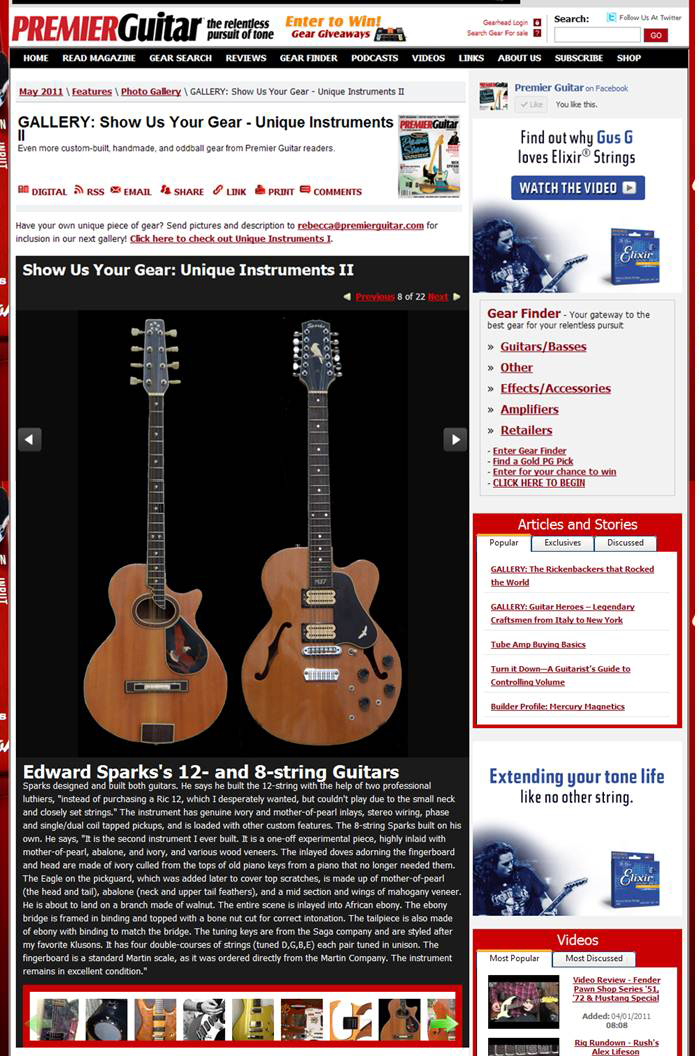 PREMIER Guitar the relentless pursuit of tone
Enter to Win!
Gear Giveaways
Gearhead Login
Search Gear For sale
Search:
GO
Follow Us At Twitter
HOME READ MAGAZINE GEAR SEARCH REVIEWS GEAR FINDER PODCASTS VIDEOS LINKS ABOUT US SUBSCRIBE SHOP
May 2011 \ Features \ Photo Gallery \ GALLERY: Show Us Your Gear - Unique Instruments II
GALLERY: Show Us Your Gear - Unique Instruments
II
Even more custom-built, handmade, and oddball gear from Premier Guitar readers.
DIGITAL RSS EMAIL SHARE LINK PRINT COMMENTS
Have your own unique piece of gear? Send pictures and description to rebecca@premierguitar.com for
inclusion in our next gallery! Click here to check out Unique Instruments I.
Show Us Your Gear: Unique Instruments II
Previous 8 of 22 Next
Sparks
Edward Sparks's 12- and 8-string Guitars
Sparks designed and built both guitars. He says he built the 12-string with the help of two professional
luthiers, "instead of purchasing a Ric 12, which I desperately wanted, but couldn't play due to the small neck
and closely set strings." The instrument has genuine ivory and mother-of-pearl inlays, stereo wiring, phase
and single/dual coil tapped pickups, and is loaded with other custom features. The 8-string Sparks built on his
own. He says, "It is the second instrument I ever built. It is a one-off experimental piece, highly inlaid with
mother-of-pearl, abalone, and ivory, and various wood veneers. The inlayed doves adorning the fingerboard
and head are made of ivory culled from the tops of old piano keys from a piano that no longer needed them.
The Eagle on the pickguard, which was added later to cover top scratches, is made up of mother-of-pearl
(the head and tail), abalone (neck and upper tail feathers), and a mid section and wings of mahogany veneer.
He is about to land on a branch made of walnut. The entire scene is inlayed into African ebony. The ebony
bridge is framed in binding and topped with a bone nut cut for correct intonation. The tailpiece is also made
of ebony with binding to match the bridge. The tuning keys are from the Saga company and are styled after
my favorite Klusons. It has four double-courses of strings (tuned D,G,B,E) each pair tuned in unison. The
fingerboard is a standard Martin scale, as it was ordered directly from the Martin Company. The instrument
remains in excellent condition."
Premier Guitar on Facebook
Like You like this.
Find out why Gus G
loves Elixir® Strings
WATCH THE VIDEO
Elixir
Gear Finder - Your gateway to the
best gear for your relentless pursuit
» Guitars/Basses
» Other
» Effects/Accessories
» Amplifiers
» Retailers
- Enter Gear Finder
- Find a Gold PG Pick
- Enter for your chance to win
- CLICK HERE TO BEGIN
Articles and Stories
Popular Exclusives Discussed
GALLERY: The Rickenbackers that Rocked
the World
GALLERY: Guitar Heroes – Legendary
Craftsmen from Italy to New York
Tube Amp Buying Basics
Turn it Down—A Guitarist's Guide to
Controlling Volume
Builder Profile: Mercury Magnetics
Extending your tone life
like no other string.
Elixir
Videos
Most Popular Most Discussed
Video Review - Fender
Pawn Shop Series '51,
'72 & Mustang Special
Added: 04/01/2011
08:08
Rig Rundown - Rush's
Alex Lifeson